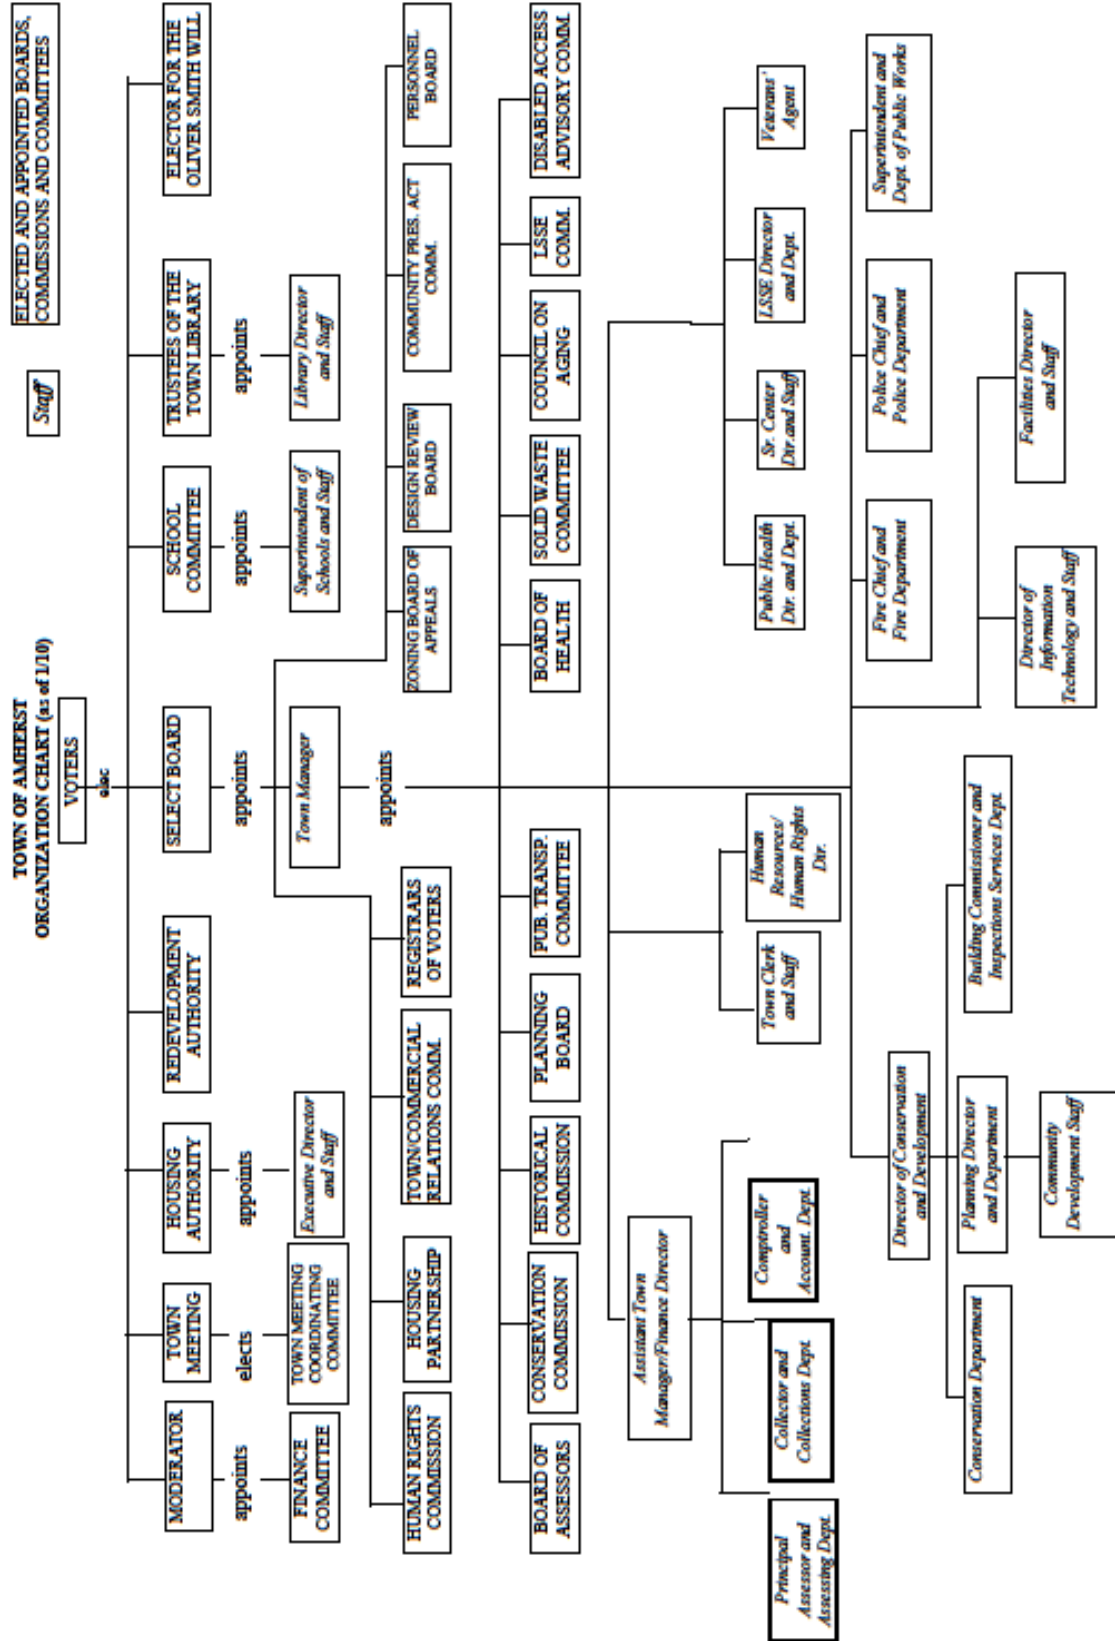 TOWN OF AMHERST
ORGANIZATION CHART (as of 1/10)
Staff
ELECTED AND APPOINTED BOARDS,
COMMISSIONS AND COMMITTEES
VOTERS
elec
MODERATOR
TOWN
MEETING
HOUSING
AUTHORITY
REDEVELOPMENT
AUTHORITY
SELECT BOARD
SCHOOL
COMMITTEE
TRUSTEES OF THE
TOWN LIBRARY
ELECTOR FOR THE
OLIVER SMITH WILL
appoints
elects
appoints
appoints
appoints
appoints
FINANCE
COMMITTEE
TOWN MEETING
COORDINATING
COMMITTEE
Executive Director
and Staff
Town Manager
Superintendent of
Schools and Staff
Library Director
and Staff
appoints
HUMAN RIGHTS
COMMISSION
HOUSING
PARTNERSHIP
TOWN/COMMERCIAL
RELATIONS COMM.
REGISTRARS
OF VOTERS
ZONING BOARD OF
APPEALS
DESIGN REVIEW
BOARD
COMMUNITY PRES. ACT
COMM.
PERSONNEL
BOARD
BOARD OF
ASSESSORS
CONSERVATION
COMMISSION
HISTORICAL
COMMISSION
PLANNING
BOARD
PUB. TRANSP.
COMMITTEE
BOARD OF
HEALTH
SOLID WASTE
COMMITTEE
COUNCIL ON
AGING
LSSE
COMM.
DISABLED ACCESS
ADVISORY COMM.
Assistant Town
Manager/Finance Director
Principal
Assessor and
Assessing Dept.
Collector and
Collections Dept.
Comptroller
and
Account. Dept.
Town Clerk
and Staff
Human
Resources/
Human Rights
Dir.
Public Health
Dir. and Dept.
Sr. Center
Dir.and Staff
LSSE Director
and Dept.
Veterans'
Agent
Director of Conservation
and Development
Fire Chief and
Fire Department
Police Chief and
Police Department
Superintendent and
Dept. of Public Works
Conservation Department
Planning Director
and Department
Building Commissioner and
Inspections Services Dept.
Director of
Information
Technology and Staff
Facilities Director
and Staff
Community
Development Staff